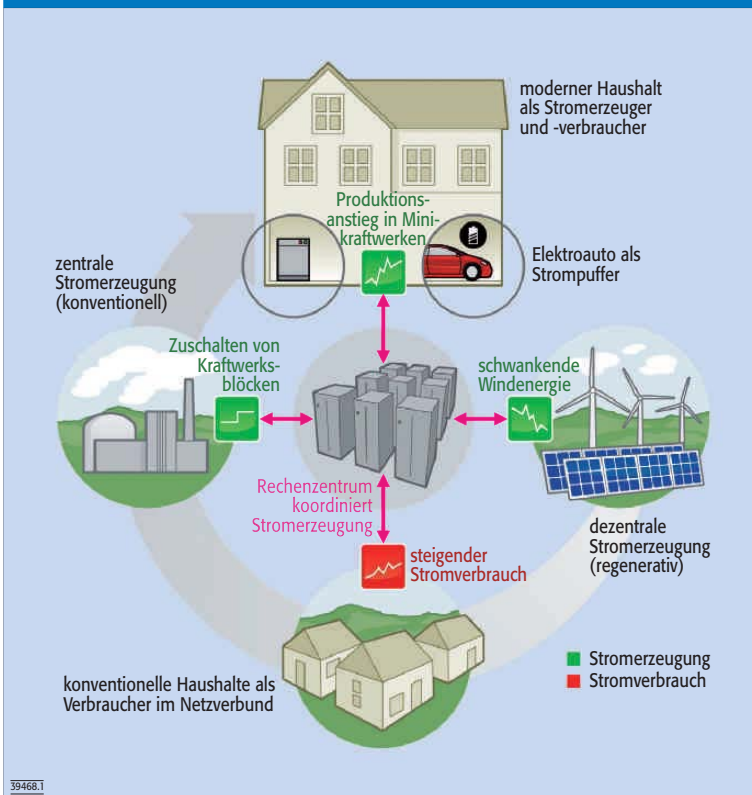 moderner Haushalt
als Stromerzeuger
und -verbraucher
Produktions-
anstieg in Mini-
kraftwerken
Elektroauto als
Strompuffer
zentrale
Stromerzeugung
(konventionell)
Zuschalten von
Kraftwerks-
blöcken
schwankende
Windenergie
Rechenzentrum
koordiniert
Stromerzeugung
dezentrale
Stromerzeugung
(regenerativ)
steigender
Stromverbrauch
Stromerzeugung
Stromverbrauch
konventionelle Haushalte als
Verbraucher im Netzverbund
39468.1